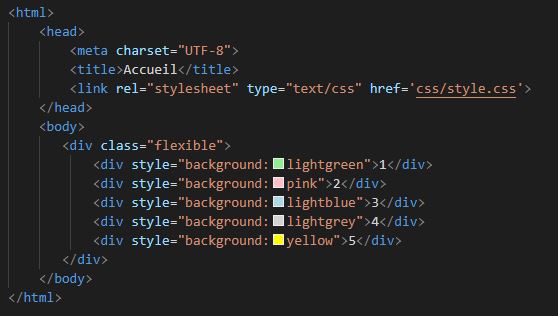 <html>
<head>
<meta charset="UTF-8">
<title>Accueil</title>
<link rel="stylesheet" type="text/css" href='css/style.css'>
</head>
<body>
<div class="flexible">
<div style="background:lightgreen">1</div>
<div style="background:pink">2</div>
<div style="background:lightblue">3</div>
<div style="background:lightgrey">4</div>
<div style="background:yellow">5</div>
</div>
</body>
</html>